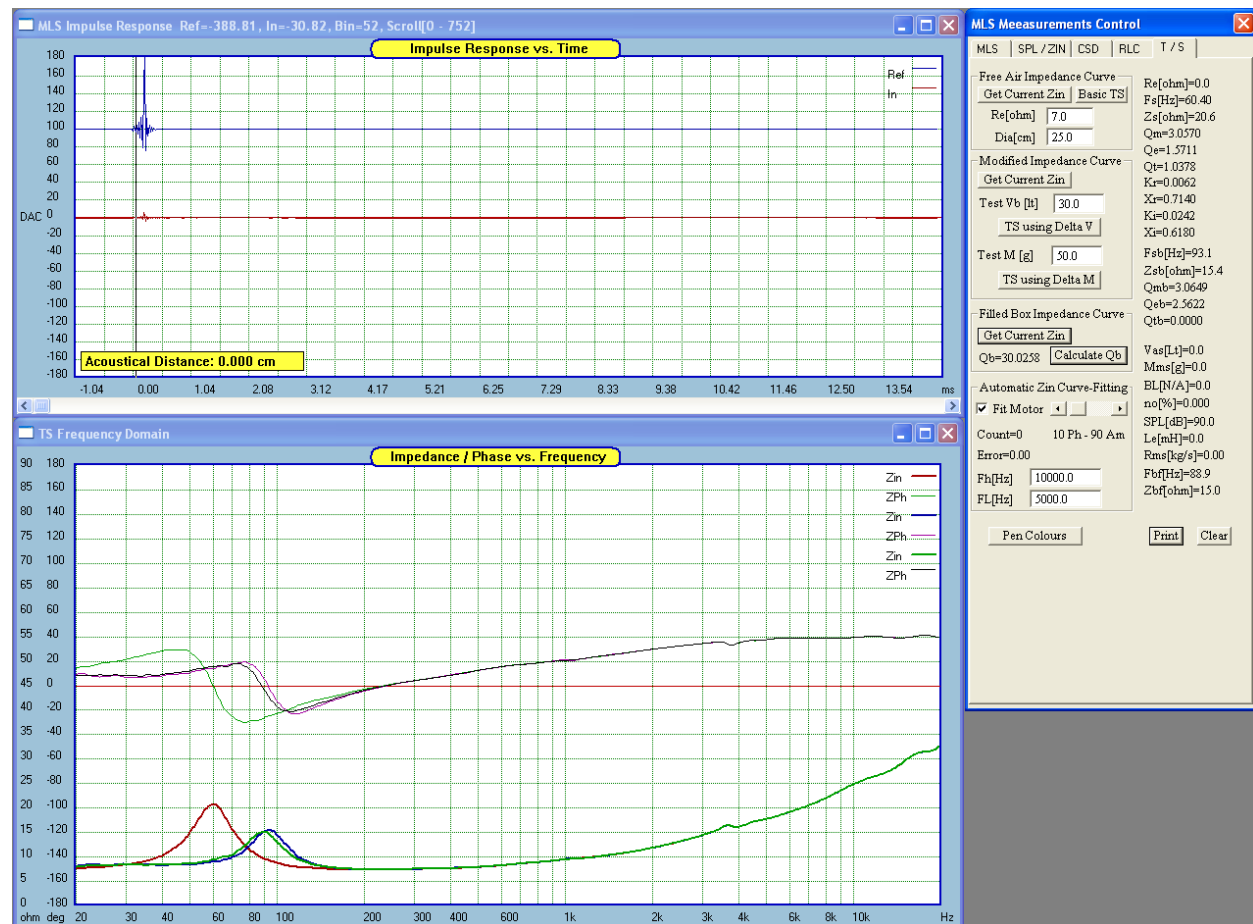 MLS Impulse Response Ref=-388.81, In=-30.82, Bin=52, Scroll[0 - 752]
Impulse Response vs. Time
180
160
140
120
100
80
60
40
20
DAC 0
-20
-40
-60
-80
100
120
-140
-160
-180
Ref
In
Acoustical Distance: 0.000 cm
-1.04 0.00 1.04 2.08 3.12 4.17 5.21 6.25 7.29 8.33 9.38 10.42 11.46 12.50 13.54 ms
TS Frequency Domain
Impedance / Phase vs. Frequency
90 180
85 160
80 140
75 120
70 100
65 80
60 60
55 40
50 20
45 0
40 -20
35 -40
30 -60
25 -80
20 -100
15 -120
10 -140
5 -160
0 -180
Zin
ZPh
Zin
ZPh
Zin
ZPh
ohm deg 20 30 40 60 80 100 200 300 400 600 1k 2k 3k 4k 6k 8k 10k Hz
MLS Meeasurements Control
MLS SPL / ZIN CSD RLC T / S
Free Air Impedance Curve
Get Current Zin Basic TS
Re[ohm] 7.0
Dia[cm] 25.0
Modified Impedance Curve
Get Current Zin
Test Vb [lt] 30.0
TS using Delta V
Test M [g] 50.0
TS using Delta M
Filled Box Impedance Curve
Get Current Zin
Qb=30.0258 Calculate Qb
Automatic Zin Curve-Fitting
Fit Motor
Count=0 10 Ph - 90 Am
Error=0.00
Fh[Hz] 10000.0
FL[Hz] 5000.0
Pen Colours
Re[ohm]=0.0
Fs[Hz]=60.40
Zs[ohm]=20.6
Qm=3.0570
Qe=1.5711
Qt=1.0378
Kr=0.0062
Xr=0.7140
Ki=0.0242
Xi=0.6180
Fsb[Hz]=93.1
Zsb[ohm]=15.4
Qmb=3.0649
Qeb=2.5622
Qtb=0.0000
Vas[Lt]=0.0
Mms[g]=0.0
BL[N/A]=0.0
no[%]=0.000
SPL[dB]=90.0
Le[mH]=0.0
Rms[kg/s]=0.00
Fbf[Hz]=88.9
Zbf[ohm]=15.0
Print Clear